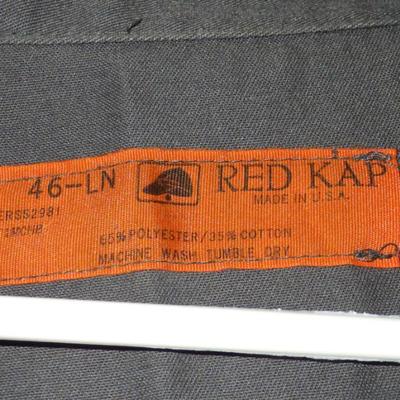 46-LN RED KAP
MADE IN U.S.A.
ERSS2981
65% POLYESTER/35% COTTON
MACHINE WASH TUMBLE DRY